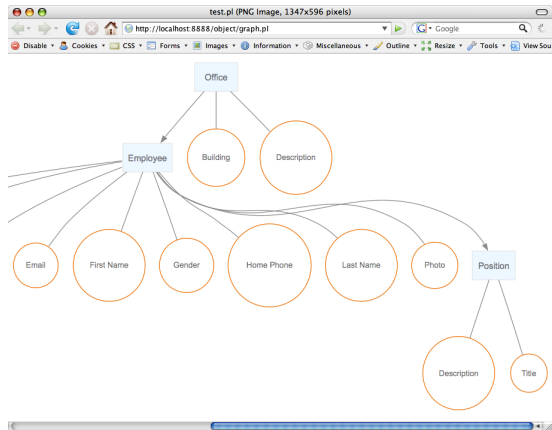 test.pl (PNG Image, 1347x596 pixels)
http://localhost:8888/object/graph.pl
G Google
Disable Cookies CSS Forms Images Information Miscellaneous Outline Resize Tools View Sou
Office
Employee Building Description
Email First Name Gender Home Phone Last Name Photo Position
Description Title